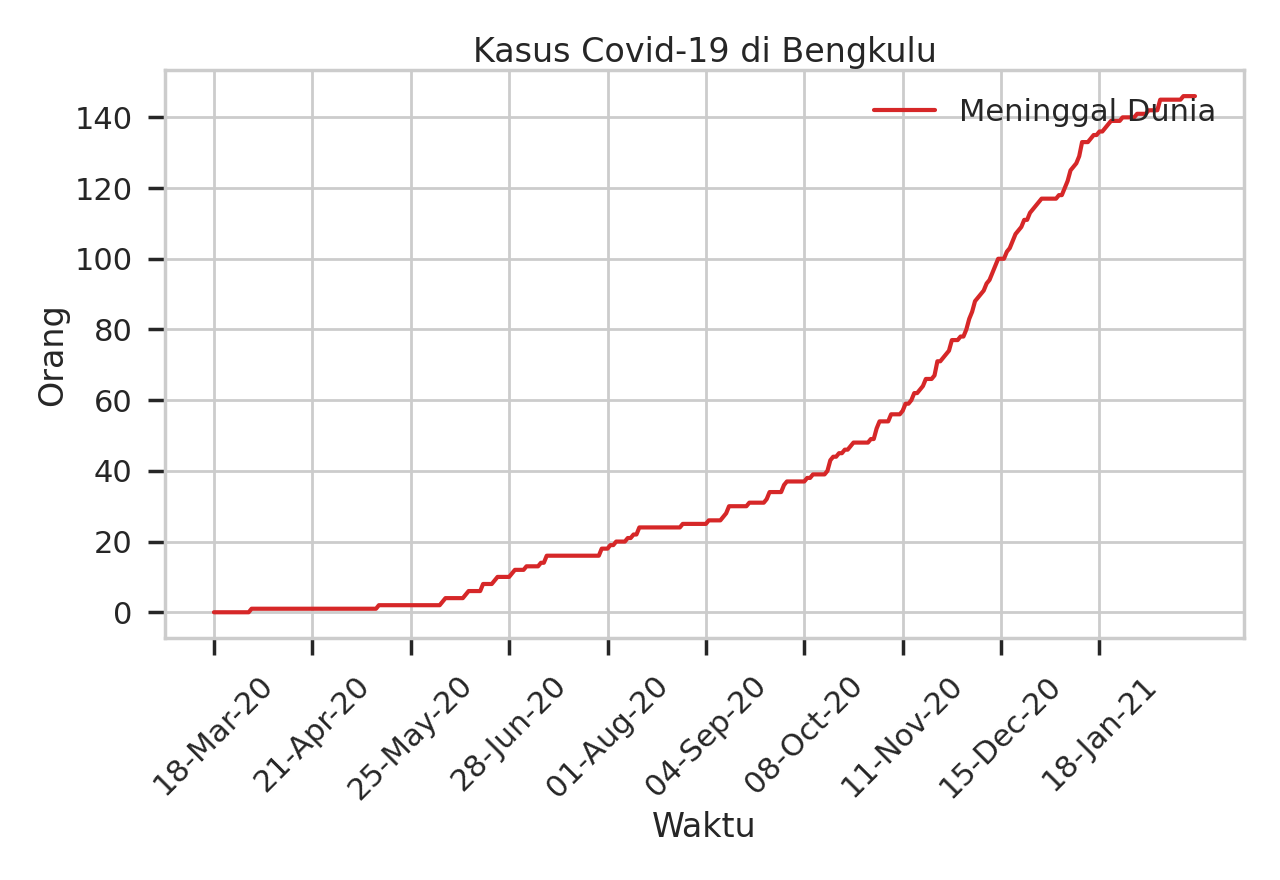 Kasus Covid-19 di Bengkulu
Meninggal Dunia
140
120
100
80
60
40
20
0
Orang
18-Mar-20
21-Apr-20
25-May-20
28-Jun-20
01-Aug-20
04-Sep-20
08-Oct-20
11-Nov-20
15-Dec-20
18-Jan-21
Waktu